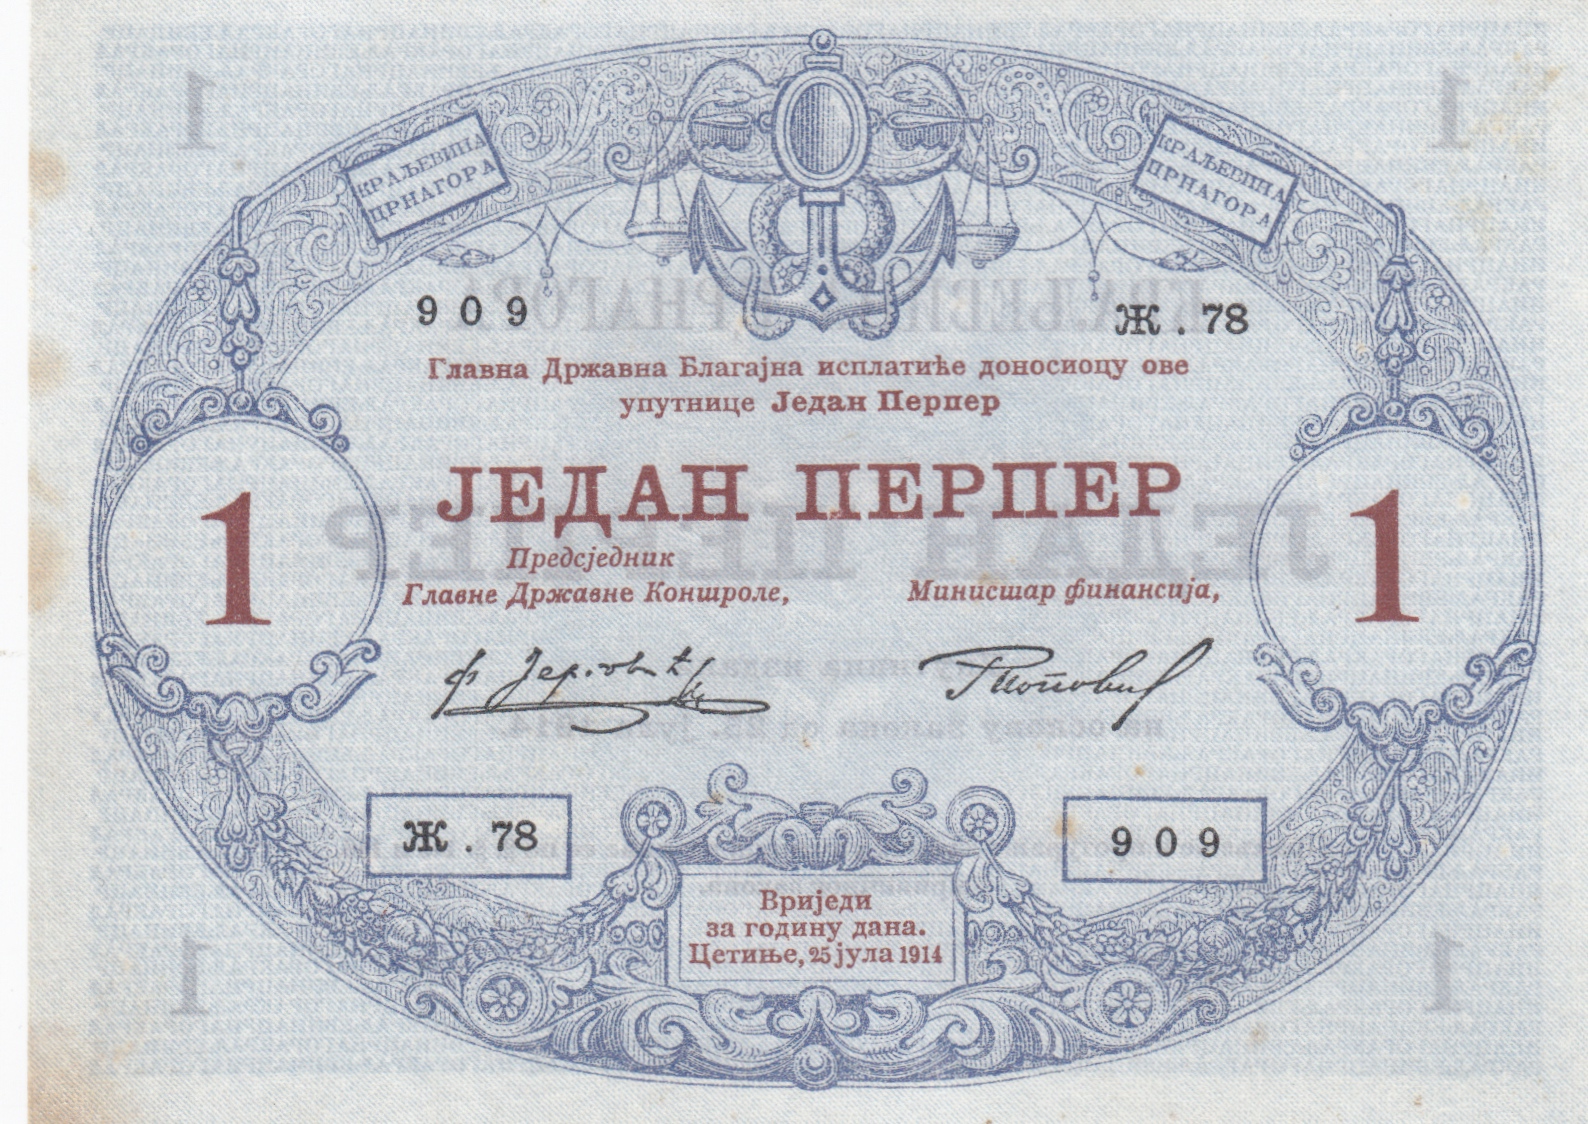 КРАЉЕВИНА
ЦРНАГОРА
КРАЉЕВИНА
ЦРНАГОРА
909
Ж. 78
Главна Државна Благајна исплатиће доносиоцу ове
упутнице Један Перпер
ЈЕДАН ПЕРПЕР
1
1
Предсједник
Главне Државне Контроле,
Министар финансија,
Ж. 78
909
Вриједи
за годину дана.
Цетиње, 25 јула 1914